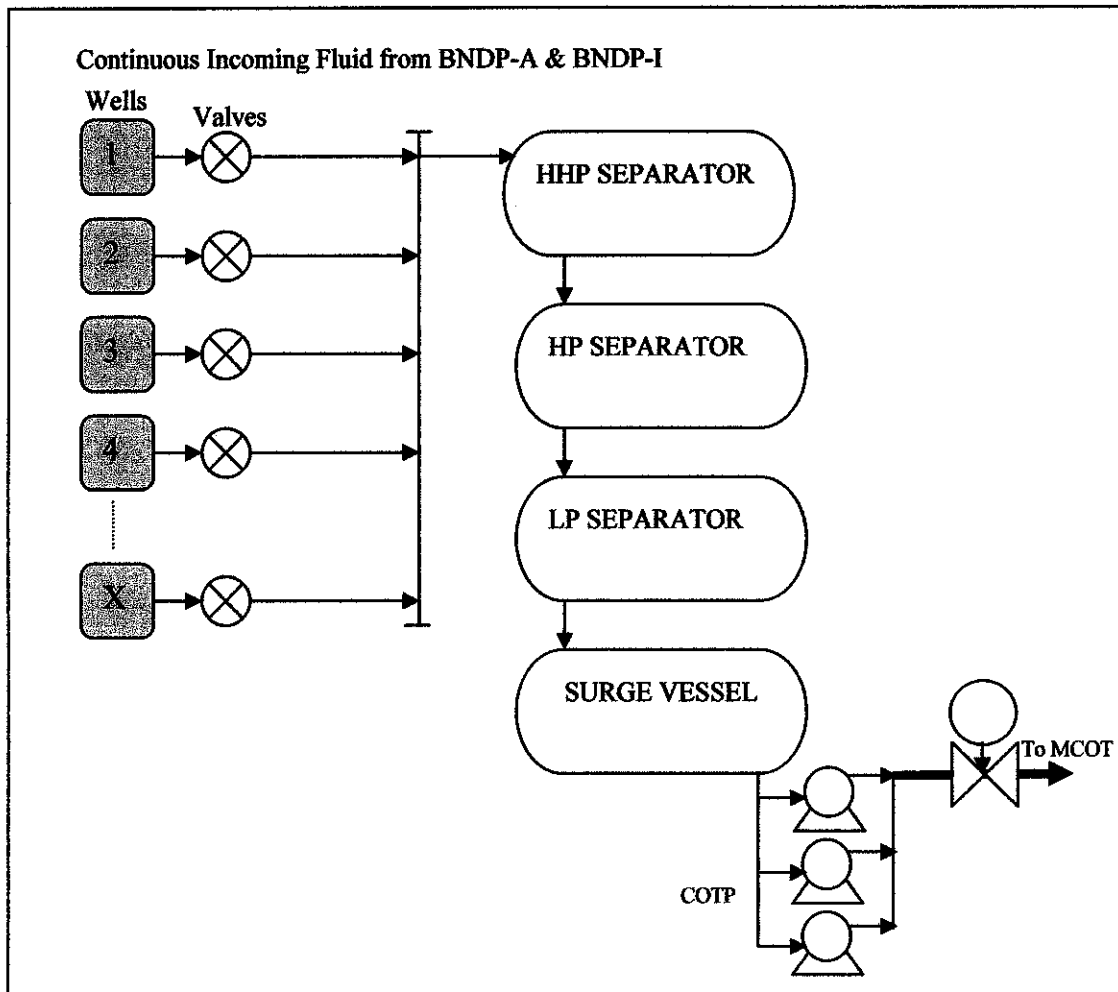 Continuous Incoming Fluid from BNDP-A & BNDP-I
Wells
Valves
1
HHP SEPARATOR
2
3
HP SEPARATOR
4
LP SEPARATOR
X
SURGE VESSEL
To MCOT
COTP